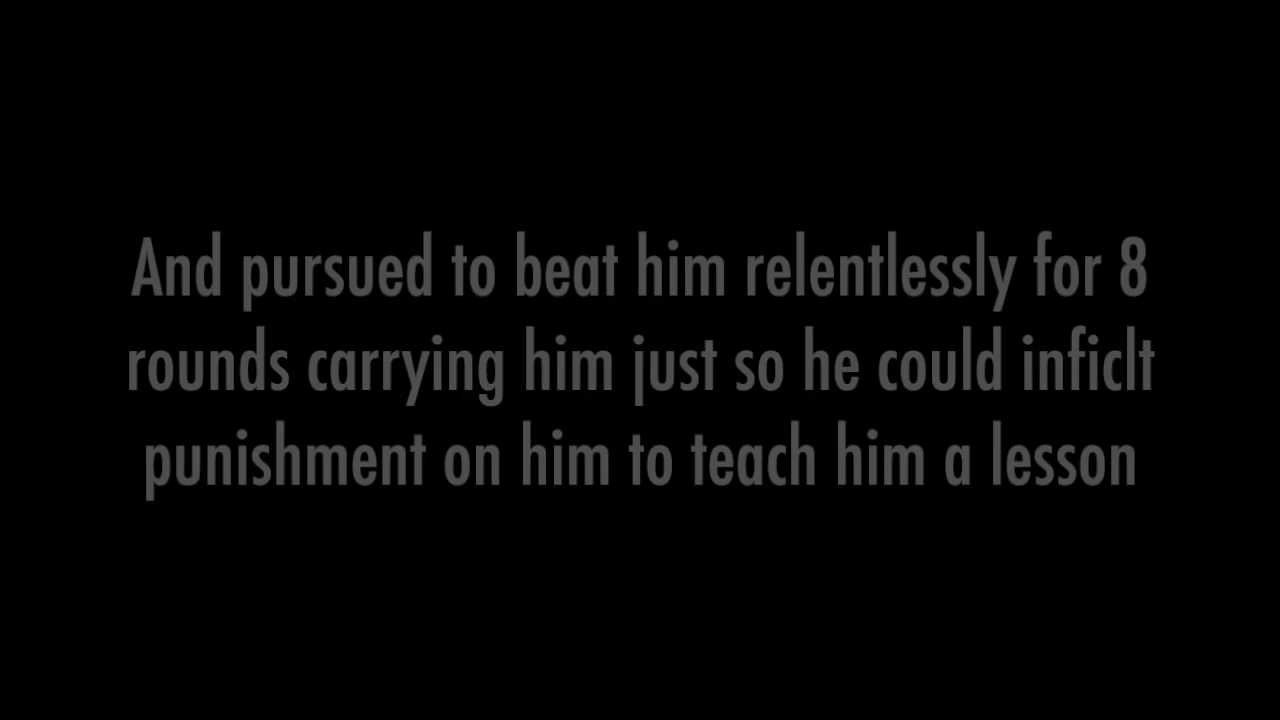 And pursued to beat him relentlessly for 8
rounds carrying him just so he could inficlt
punishment on him to teach him a lesson